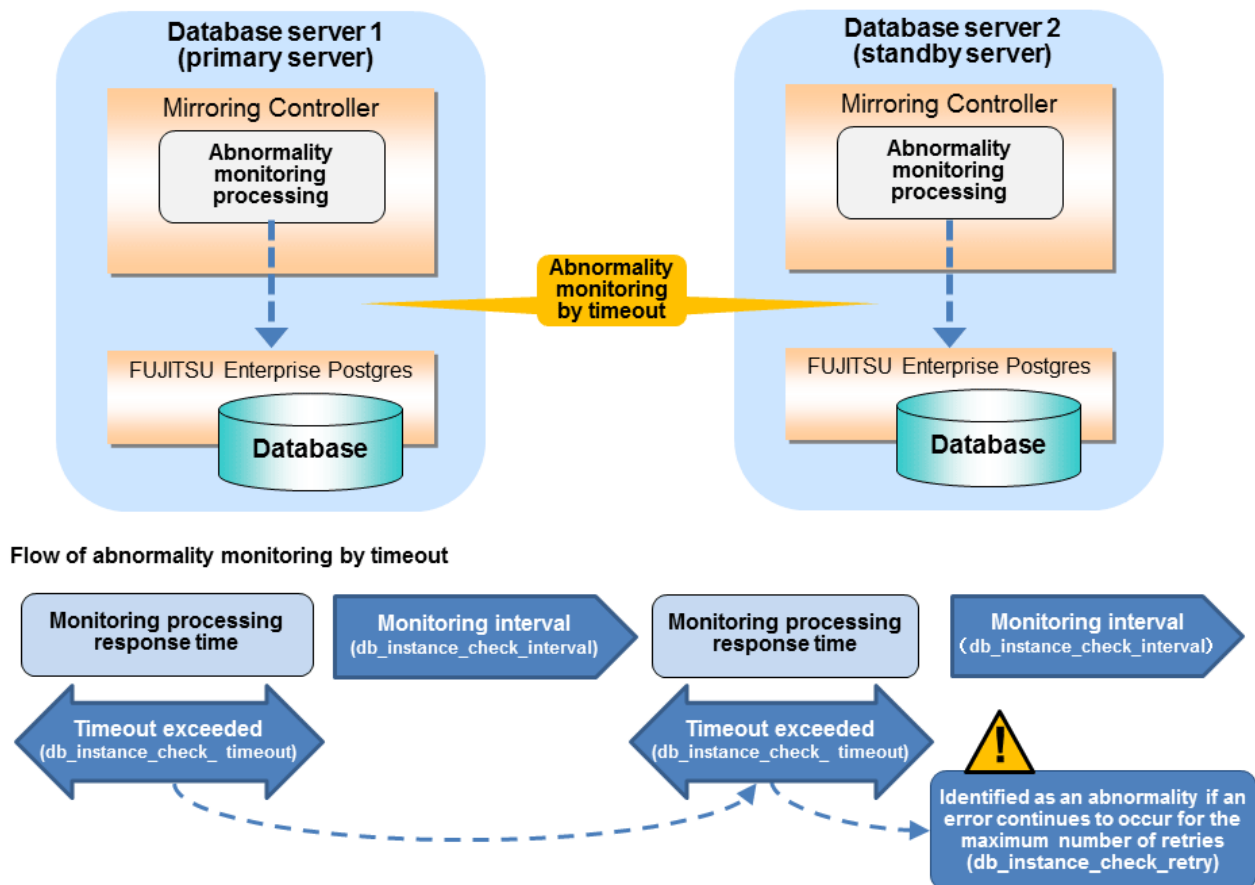 Database server 1
(primary server)
Mirroring Controller
Abnormality
monitoring
processing
FUJITSU Enterprise Postgres
Database
Abnormality
monitoring
by timeout
Database server 2
(standby server)
Mirroring Controller
Abnormality
monitoring
processing
FUJITSU Enterprise Postgres
Database
Flow of abnormality monitoring by timeout
Monitoring processing
response time
Monitoring interval
(db_instance_check_interval)
Monitoring processing
response time
Monitoring interval
(db_instance_check_interval)
Timeout exceeded
(db_instance_check_ timeout)
Timeout exceeded
(db_instance_check_ timeout)
!
Identified as an abnormality if an
error continues to occur for the
maximum number of retries
(db_instance_check_retry)